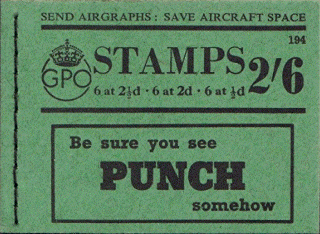 SEND AIRGRAPHS : SAVE AIRCRAFT SPACE
194
GPO STAMPS 2/6
6 at 2½d · 6 at 2d · 6 at ½d
Be sure you see
PUNCH
somehow